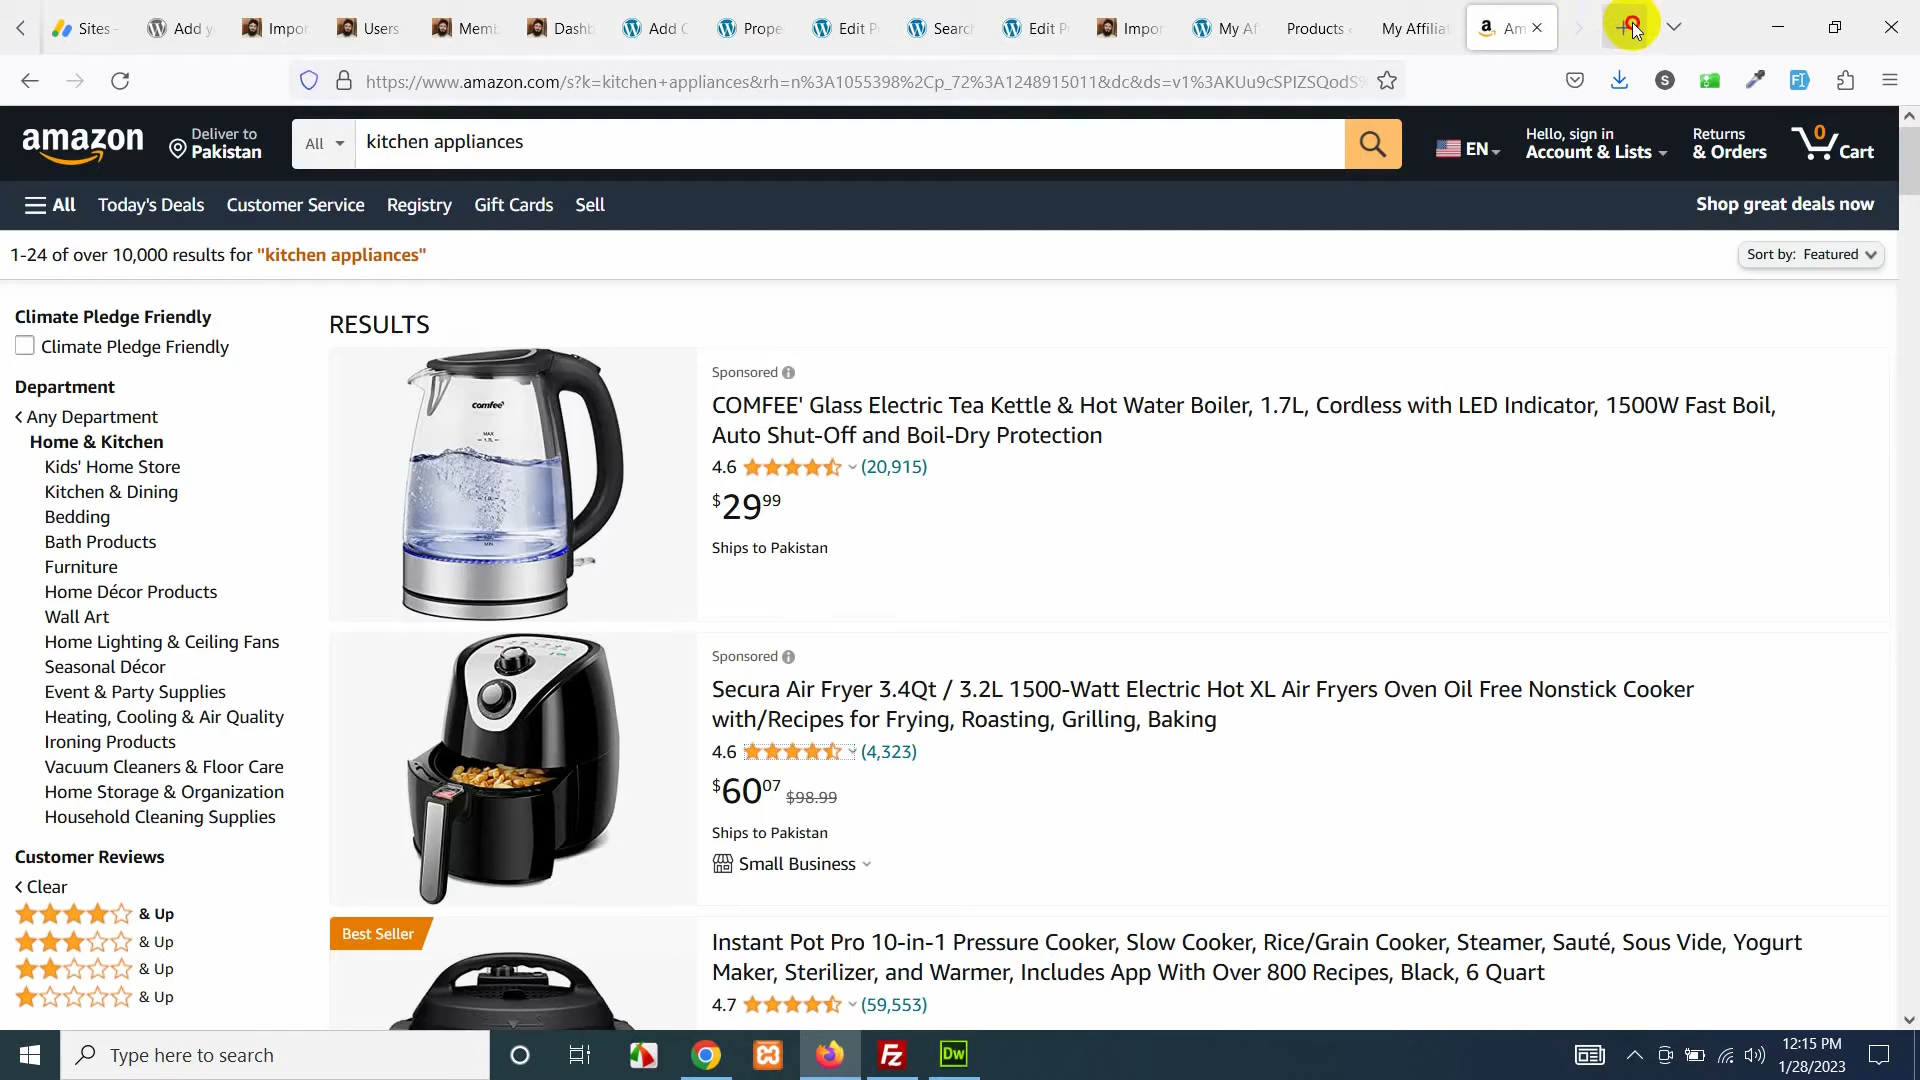 Sites -
Add y
Impor
Users
Memb
Dashb
Add C
Prope
Edit P
Search
Edit P
Impor
My Af
Products ‹
My Affilia
Am
https://www.amazon.com/s?k=kitchen+appliances&rh=n%3A1055398%2Cp_72%3A1248915011&dc&ds=v1%3AKUu9cSPIZSQodS%
amazon
Deliver to
Pakistan
All
kitchen appliances
EN
Hello, sign in
Account & Lists
Returns
& Orders
0
Cart
All
Today's Deals
Customer Service
Registry
Gift Cards
Sell
Shop great deals now
1-24 of over 10,000 results for "kitchen appliances"
Sort by: Featured
Climate Pledge Friendly
Climate Pledge Friendly
Department
Any Department
Home & Kitchen
Kids' Home Store
Kitchen & Dining
Bedding
Bath Products
Furniture
Home Décor Products
Wall Art
Home Lighting & Ceiling Fans
Seasonal Décor
Event & Party Supplies
Heating, Cooling & Air Quality
Ironing Products
Vacuum Cleaners & Floor Care
Home Storage & Organization
Household Cleaning Supplies
Customer Reviews
Clear
& Up
& Up
& Up
& Up
RESULTS
comfee'
MAX
MIN
Sponsored
COMFEE' Glass Electric Tea Kettle & Hot Water Boiler, 1.7L, Cordless with LED Indicator, 1500W Fast Boil,
Auto Shut-Off and Boil-Dry Protection
4.6 (20,915)
$29 99
Ships to Pakistan
Sponsored
Secura Air Fryer 3.4Qt / 3.2L 1500-Watt Electric Hot XL Air Fryers Oven Oil Free Nonstick Cooker
with/Recipes for Frying, Roasting, Grilling, Baking
4.6 (4,323)
$60 07 $98.99
Ships to Pakistan
Small Business
Best Seller
Instant Pot Pro 10-in-1 Pressure Cooker, Slow Cooker, Rice/Grain Cooker, Steamer, Sauté, Sous Vide, Yogurt
Maker, Sterilizer, and Warmer, Includes App With Over 800 Recipes, Black, 6 Quart
4.7 (59,553)
Type here to search
Fz
Dw
12:15 PM
1/28/2023